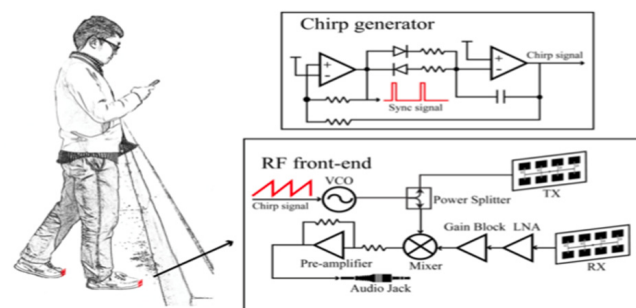 Chirp generator
Chirp signal
Sync signal
RF front-end
VCO
Chirp signal
Power Splitter
TX
Gain Block LNA
Pre-amplifier
Mixer
RX
Audio Jack